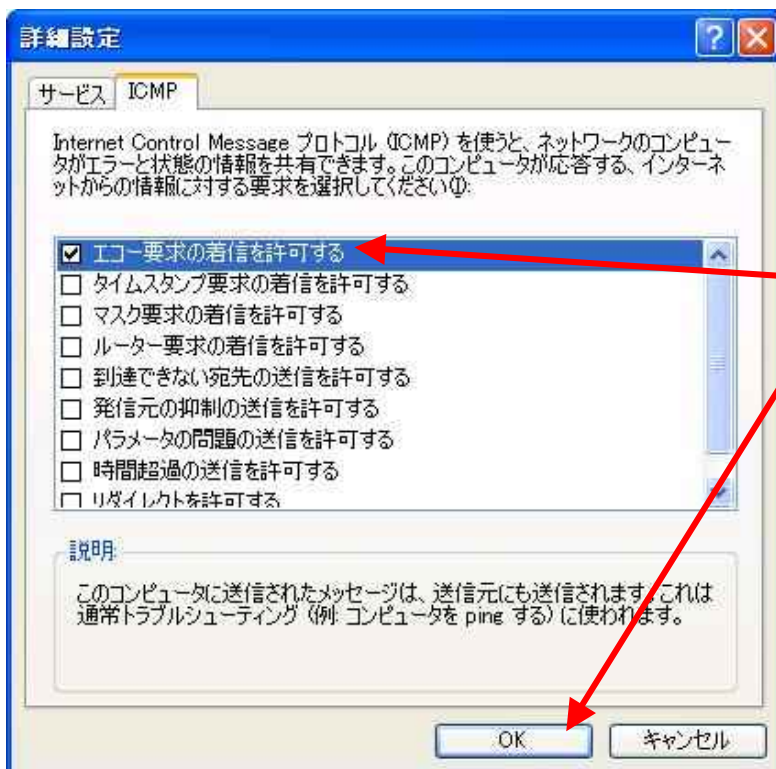 詳細設定
サービス ICMP
Internet Control Message プロトコル (ICMP) を使うと、ネットワークのコンピュー
タがエラーと状態の情報を共有できます。このコンピュータが応答する、インターネ
ットからの情報に対する要求を選択してください(I):
エコー要求の着信を許可する
タイムスタンプ要求の着信を許可する
マスク要求の着信を許可する
ルーター要求の着信を許可する
到達できない宛先の送信を許可する
発信元の抑制の送信を許可する
パラメータの問題の送信を許可する
時間超過の送信を許可する
リダイレクトを許可する
説明:
このコンピュータに送信されたメッセージは、送信元にも送信されます。これは
通常トラブルシューティング (例: コンピュータを ping する) に使われます。
OK キャンセル